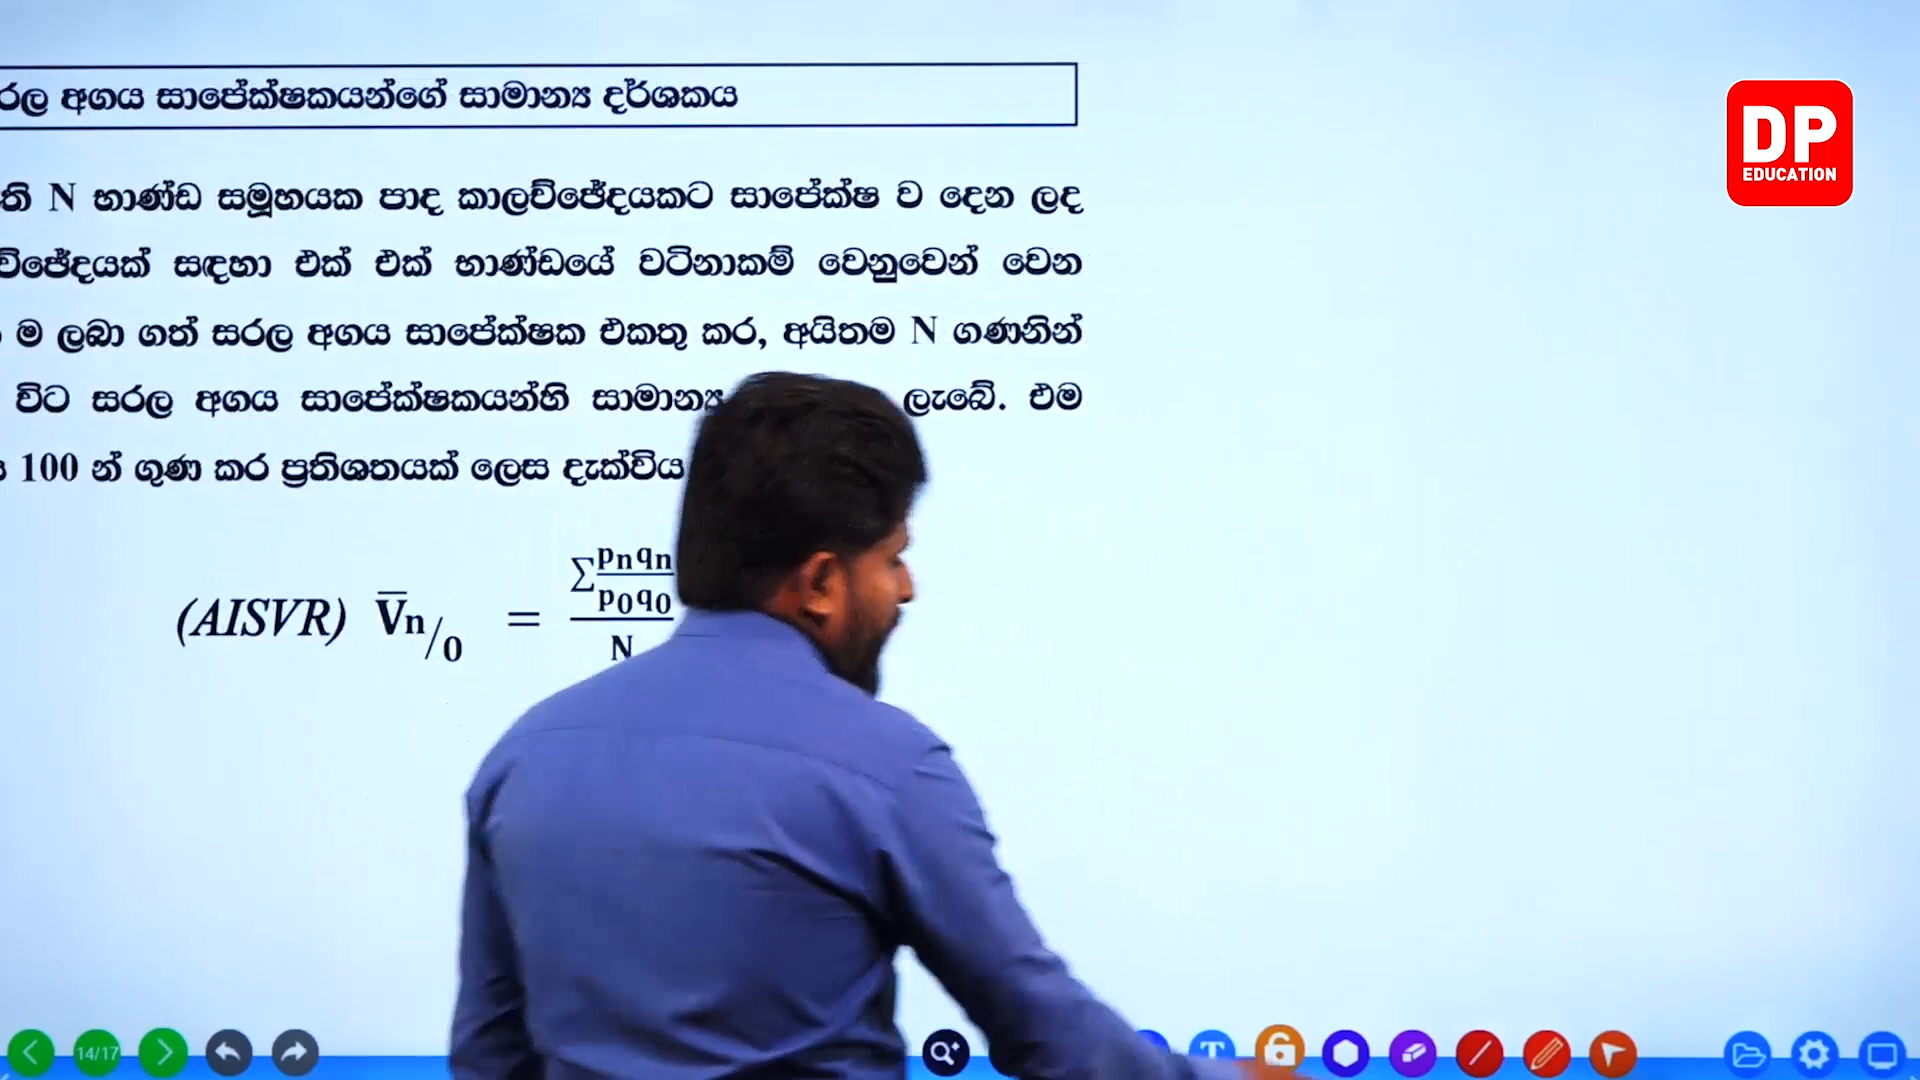 අගය සාපේක්ෂකයන්ගේ සාමාන්‍ය දර්ශකය
DP
EDUCATION
N භාණ්ඩ සමූහයක පාද කාලච්ඡේදයකට සාපේක්ෂ ව දෙන ලද
සඳහා එක් එක් භාණ්ඩයේ වටිනාකම් වෙනුවෙන් වෙන
ම ලබා ගත් සරල අගය සාපේක්ෂක එකතු කර, අයිතම N ගණනින්
විට සරල අගය සාපේක්ෂකයන්හි සාමාන්‍ය ලැබේ. එම
100 න් ගුණ කර ප්‍රතිශතයක් ලෙස දැක්විය
(AISVR) V̅n/0 = ∑ pnqn / p0q0 / N
14/17
T